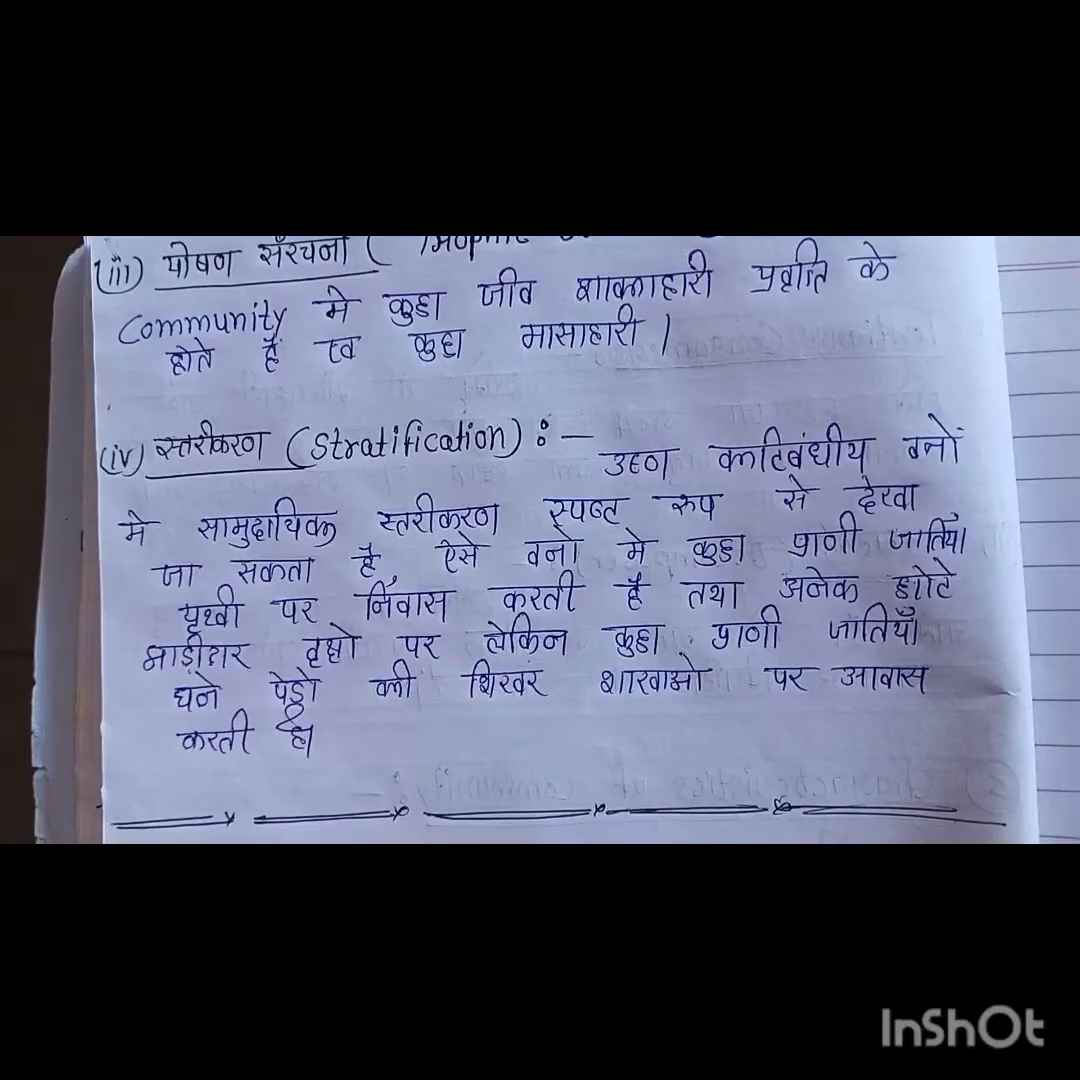 (iii) पोषण संरचना (
Community मे कुछ जीव शाकाहारी प्रवृति के
होते हैं एव कुछ मासाहारी।
(iv) स्तरीकरण (Stratification) : — उष्ण कटिबंधीय वनों
मे सामुदायिक स्तरीकरण स्पष्ट रूप से देखा
जा सकता है, ऐसे वनो मे कुछ प्राणी जातियाँ
पृथ्वी पर निवास करती है तथा अनेक छोटे
झाड़ीदार वृक्षो पर लेकिन कुछ प्राणी जातियाँ
घने पेड़ो की शिखर शाखाओ पर आवास
करती है।
InShOt